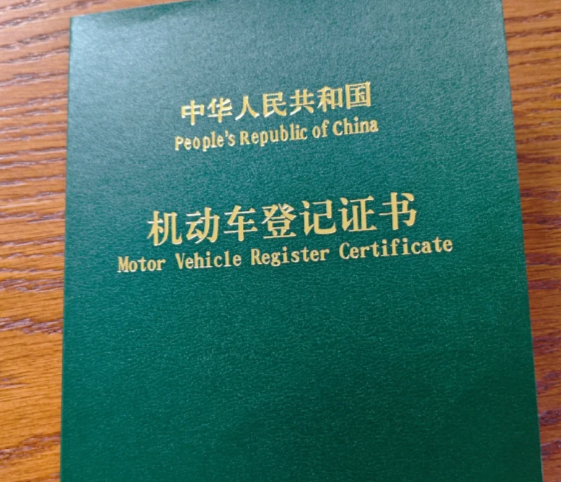 中华人民共和国
People's Republic of China
机动车登记证书
Motor Vehicle Register Certificate